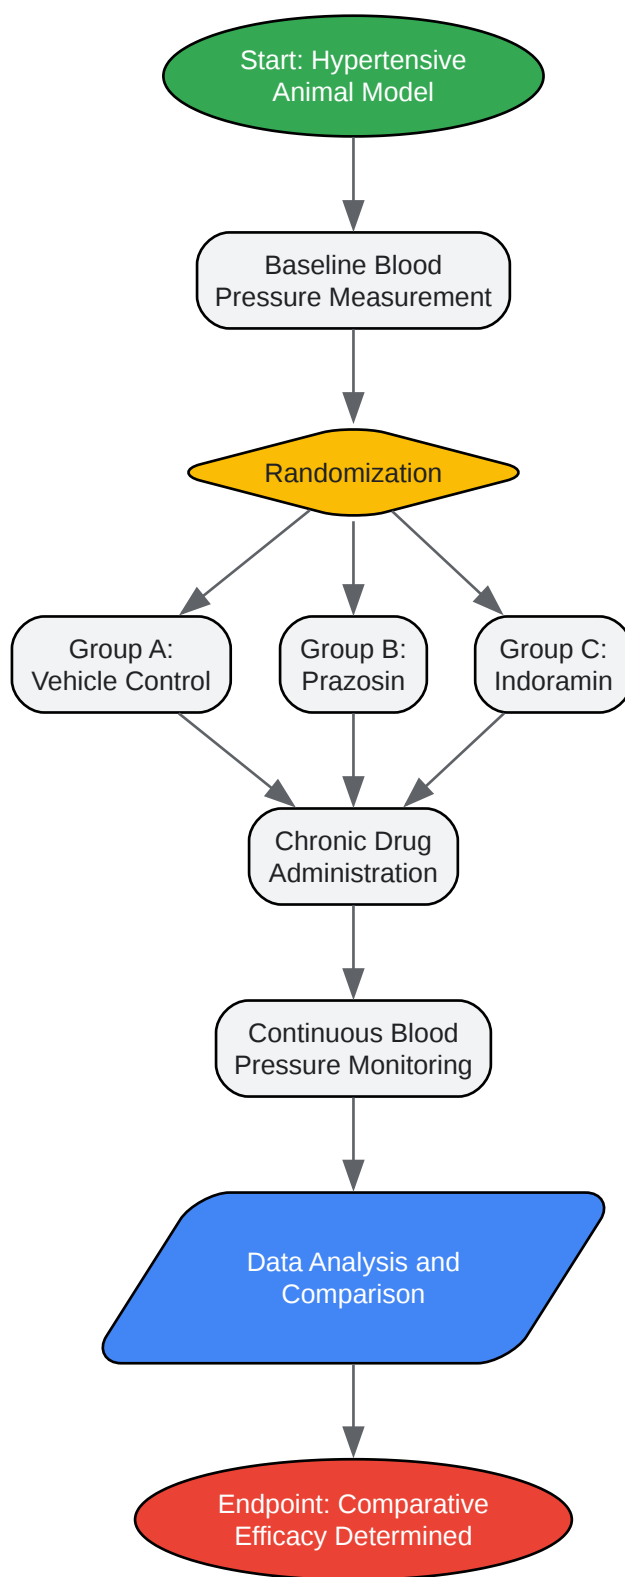 Start: Hypertensive
Animal Model
Baseline Blood
Pressure Measurement
Randomization
Group A:
Vehicle Control
Group B:
Prazosin
Group C:
Indoramin
Chronic Drug
Administration
Continuous Blood
Pressure Monitoring
Data Analysis and
Comparison
Endpoint: Comparative
Efficacy Determined